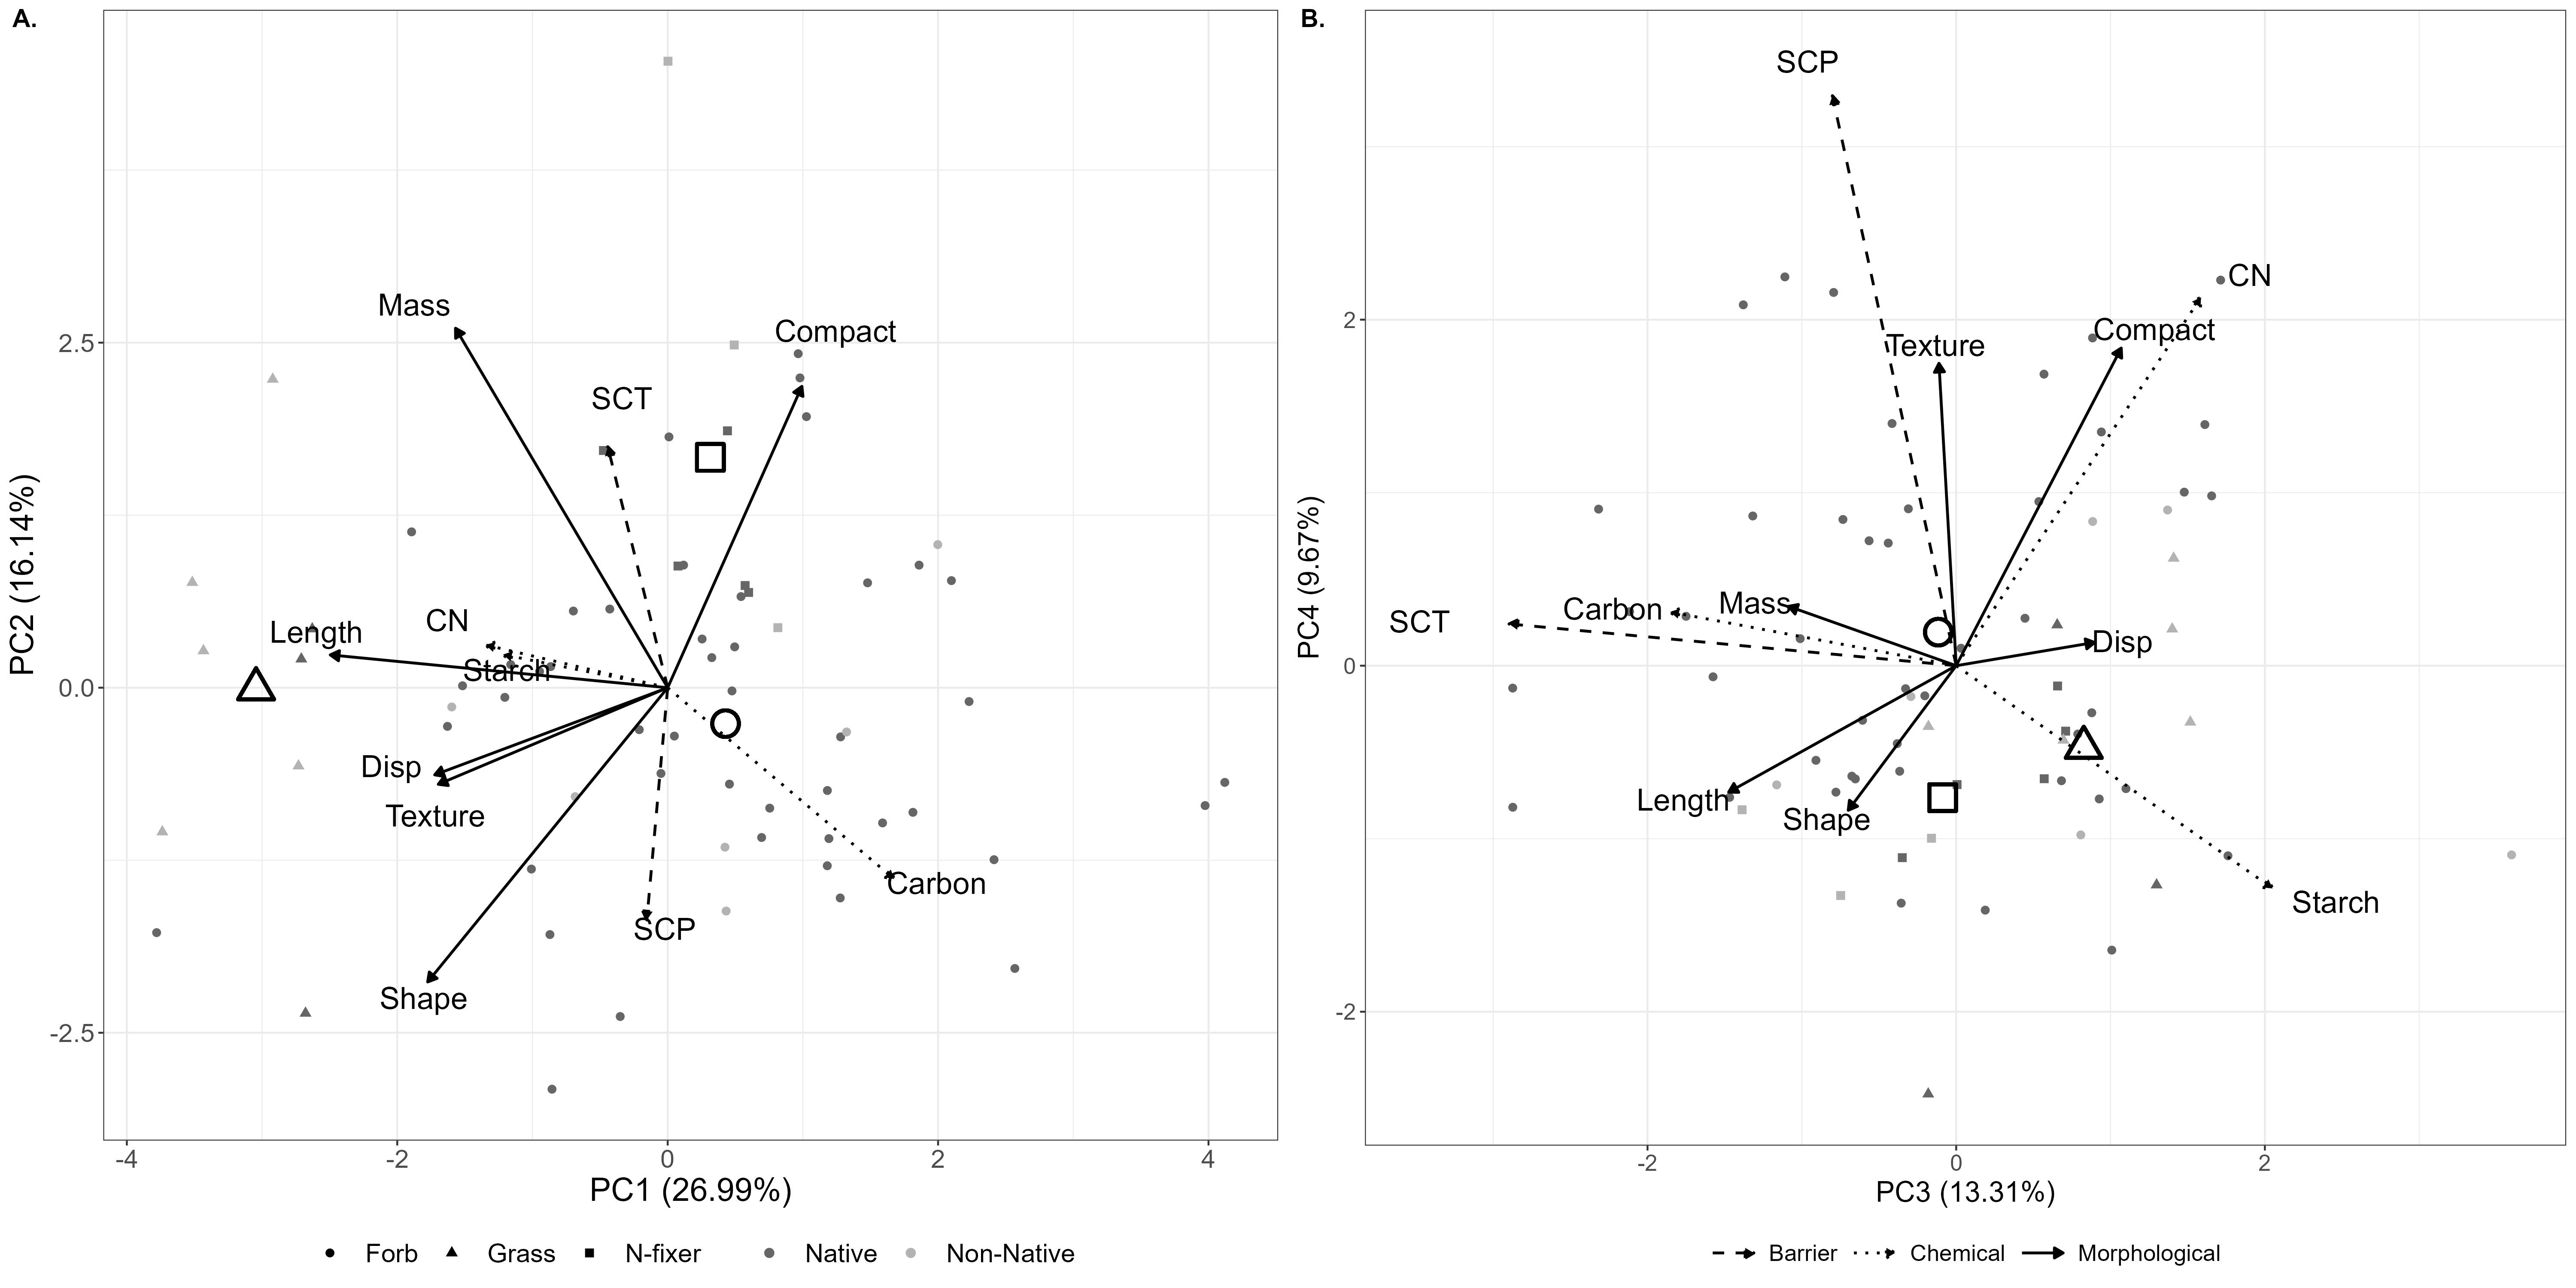 A.
Mass
Compact
SCT
CN
Length
Starch
Disp
Texture
Carbon
SCP
Shape
2.5
0.0
-2.5
PC2 (16.14%)
-4 -2 0 2 4
PC1 (26.99%)
Forb Grass N-fixer Native Non-Native
B.
SCP
CN
Compact
Texture
Carbon
Mass
SCT
Disp
Length
Shape
Starch
2
0
-2
PC4 (9.67%)
-2 0 2
PC3 (13.31%)
Barrier Chemical Morphological